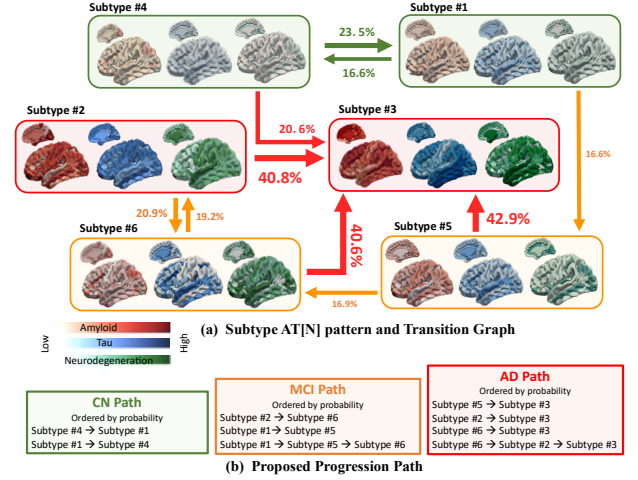 Subtype #4
Subtype #1
23. 5%
16.6%
Subtype #2
Subtype #3
20. 6%
40.8%
16.6%
20.9%
19.2%
Subtype #6
40.6%
42.9%
Subtype #5
16.9%
(a) Subtype AT[N] pattern and Transition Graph
Low
Amyloid
Tau
Neurodegeneration
High
CN Path
Ordered by probability
Subtype #4 → Subtype #1
Subtype #1 → Subtype #4
MCI Path
Ordered by probability
Subtype #2 → Subtype #6
Subtype #1→ Subtype #5
Subtype #1 → Subtype #5 → Subtype #6
AD Path
Ordered by probability
Subtype #5 → Subtype #3
Subtype #2 → Subtype #3
Subtype #6 → Subtype #3
Subtype #6 → Subtype #2 → Subtype #3
(b) Proposed Progression Path